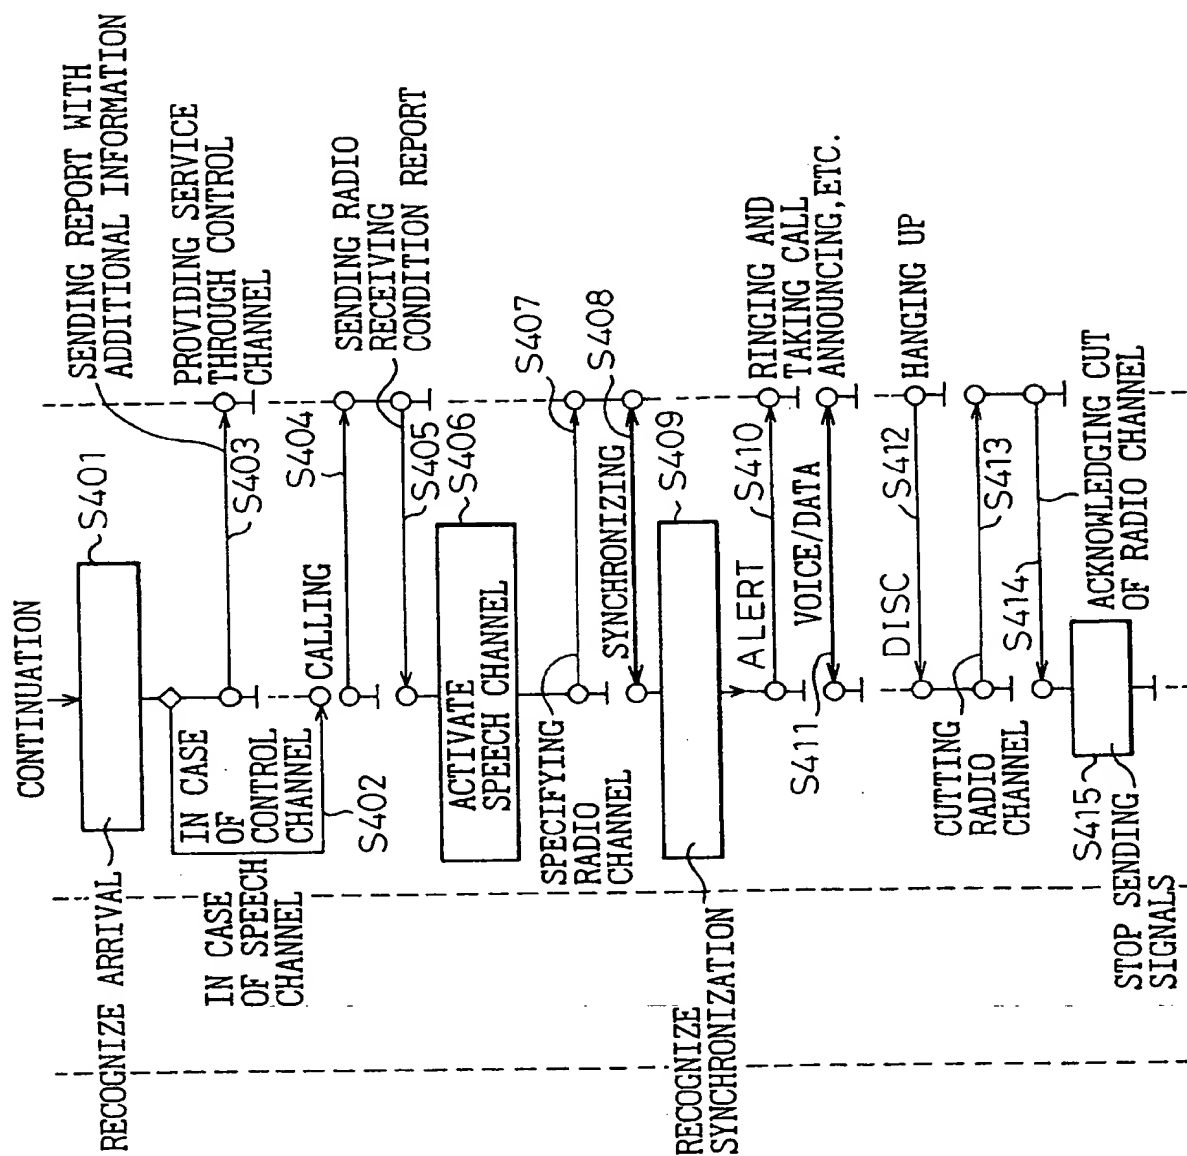 CONTINUATION
S401
RECOGNIZE ARRIVAL
SENDING REPORT WITH
ADDITIONAL INFORMATION
IN CASE
OF
CONTROL
CHANNEL
IN CASE
OF SPEECH
CHANNEL
S402
S403
PROVIDING SERVICE
THROUGH CONTROL
CHANNEL
CALLING
S404
SENDING RADIO
RECEIVING
CONDITION REPORT
S405
S406
ACTIVATE
SPEECH CHANNEL
SPECIFYING
RADIO
CHANNEL
S407
SYNCHRONIZING
S408
S409
RECOGNIZE
SYNCHRONIZATION
ALERT
S410
RINGING AND
TAKING CALL
VOICE/DATA
S411
ANNOUNCING,ETC.
DISC
S412
HANGING UP
CUTTING
RADIO
CHANNEL
S413
S414
ACKNOWLEDGING CUT
OF RADIO CHANNEL
S415
STOP SENDING
SIGNALS